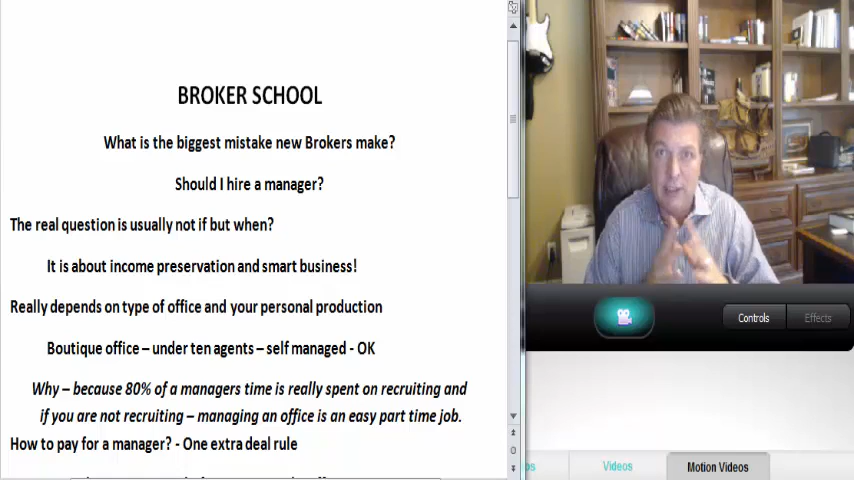 BROKER SCHOOL
What is the biggest mistake new Brokers make?
Should I hire a manager?
The real question is usually not if but when?
It is about income preservation and smart business!
Really depends on type of office and your personal production
Boutique office – under ten agents – self managed - OK
Why – because 80% of a managers time is really spent on recruiting and
if you are not recruiting – managing an office is an easy part time job.
How to pay for a manager? - One extra deal rule
Controls
Effects
Videos
Motion Videos